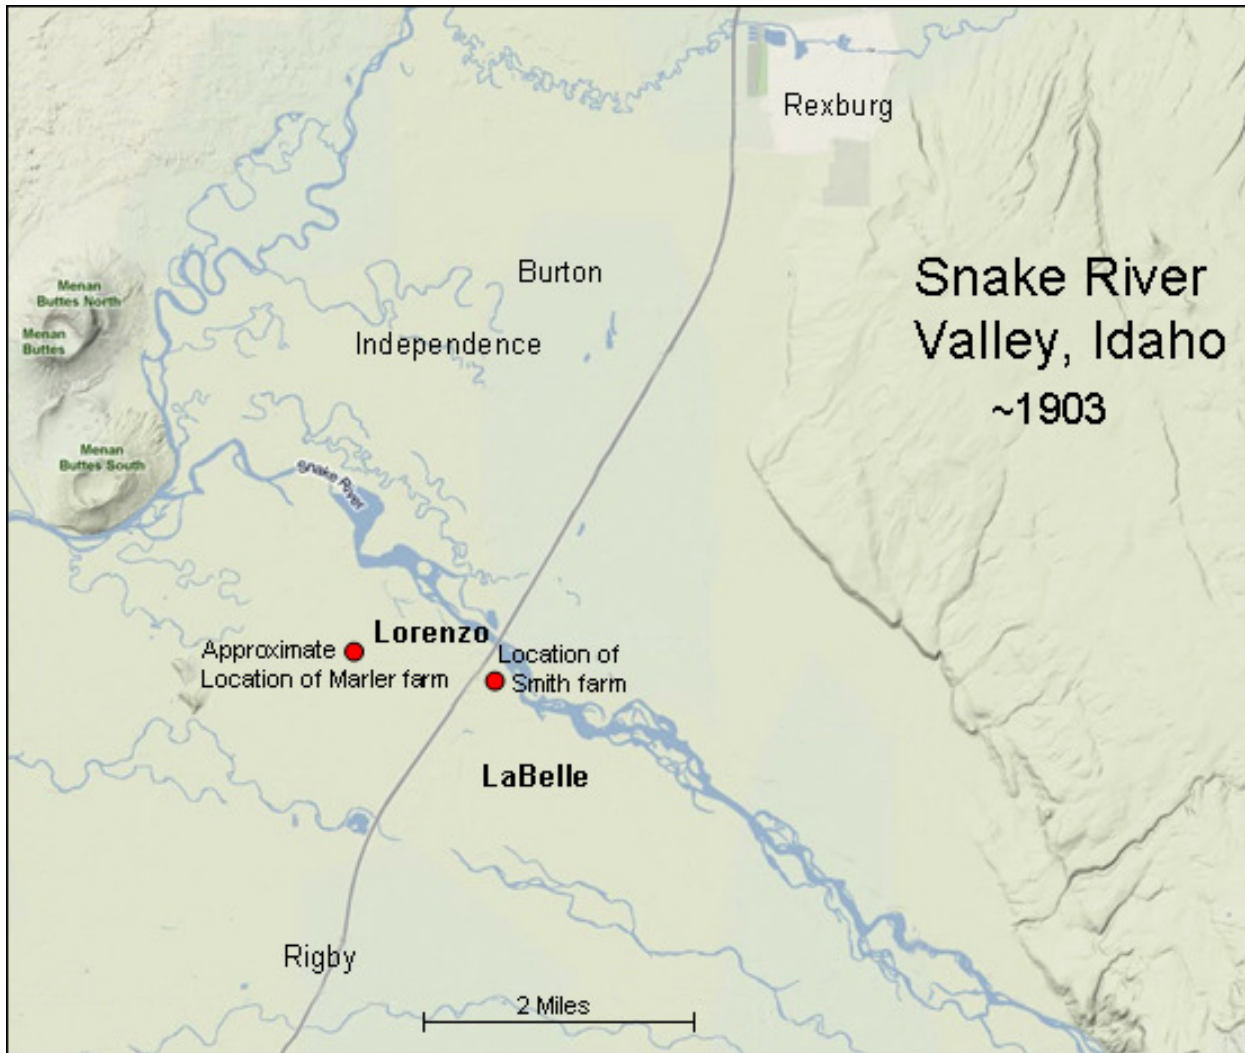 Rexburg
Snake River
Valley, Idaho
~1903
Burton
Menan
Buttes North
Menan
Buttes
Independence
Menan
Buttes South
Snake River
Lorenzo
Approximate
Location of Marler farm
Location of
Smith farm
LaBelle
Rigby
2 Miles